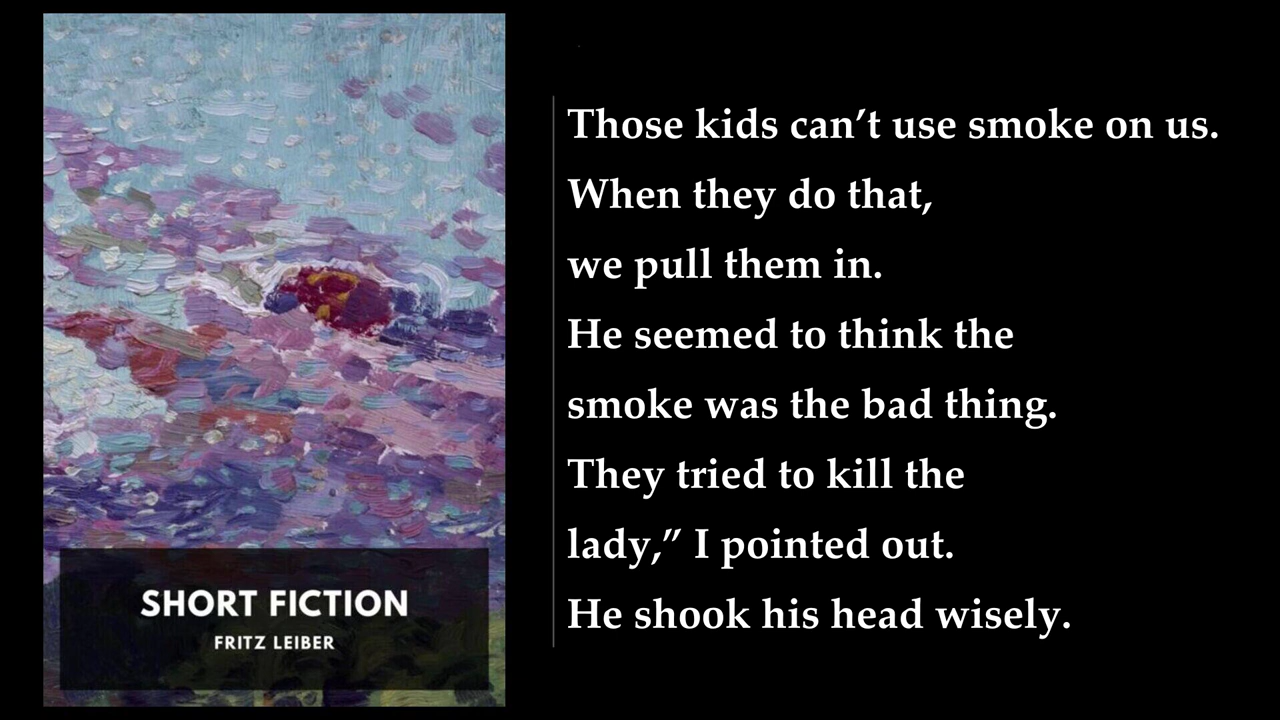 SHORT FICTION
FRITZ LEIBER
Those kids can’t use smoke on us.
When they do that,
we pull them in.
He seemed to think the
smoke was the bad thing.
They tried to kill the
lady,” I pointed out.
He shook his head wisely.